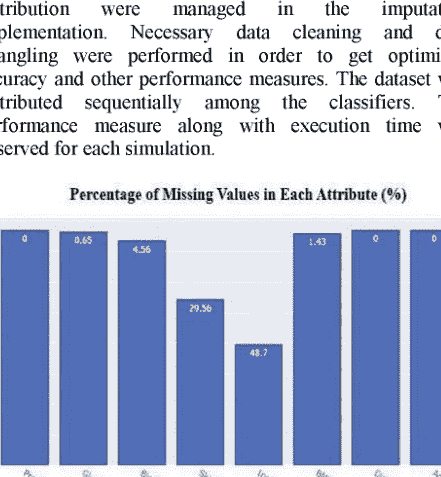 tribution were managed in the imputat
plementation. Necessary data cleaning and d
angling were performed in order to get optimi
curacy and other performance measures. The dataset w
tributed sequentially among the classifiers. T
rformance measure along with execution time w
served for each simulation.
Percentage of Missing Values in Each Attribute (%)
0 0.65 4.56 29.56 48.7 1.43 0 0